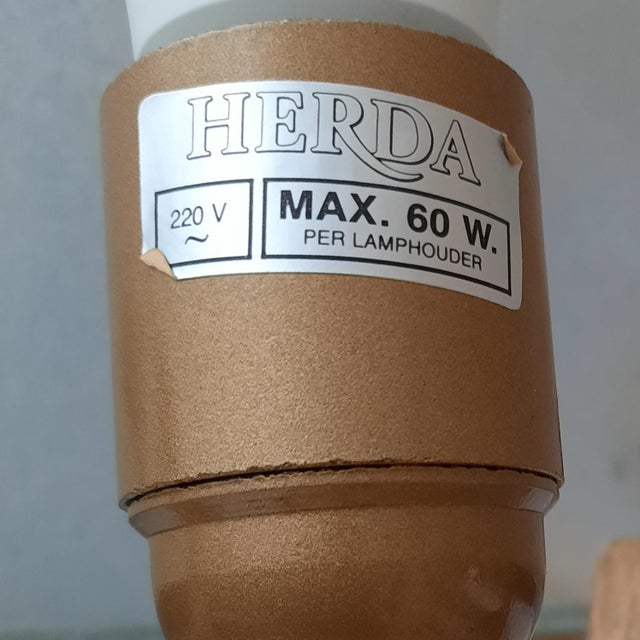 HERDA
220 V
~
MAX. 60 W.
PER LAMPHOUDER